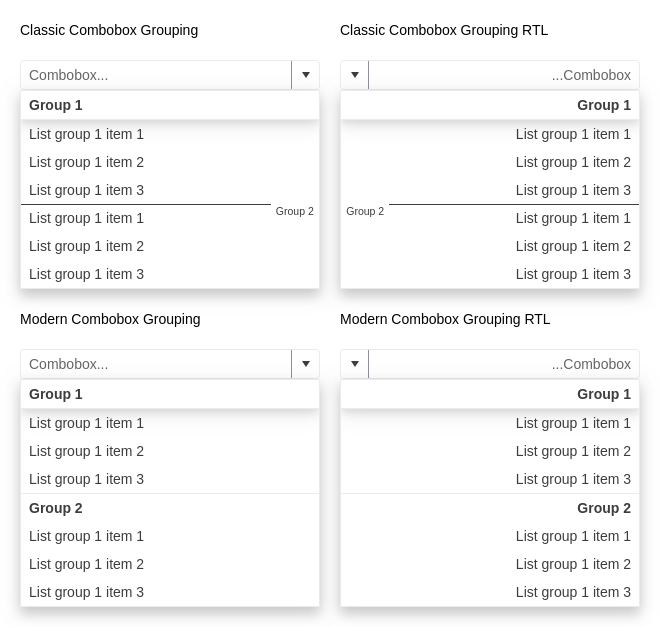 Classic Combobox Grouping
Combobox...
Group 1
List group 1 item 1
List group 1 item 2
List group 1 item 3
Group 2
List group 1 item 1
List group 1 item 2
List group 1 item 3
Classic Combobox Grouping RTL
...Combobox
Group 1
List group 1 item 1
List group 1 item 2
List group 1 item 3
Group 2
List group 1 item 1
List group 1 item 2
List group 1 item 3
Modern Combobox Grouping
Combobox...
Group 1
List group 1 item 1
List group 1 item 2
List group 1 item 3
Group 2
List group 1 item 1
List group 1 item 2
List group 1 item 3
Modern Combobox Grouping RTL
...Combobox
Group 1
List group 1 item 1
List group 1 item 2
List group 1 item 3
Group 2
List group 1 item 1
List group 1 item 2
List group 1 item 3